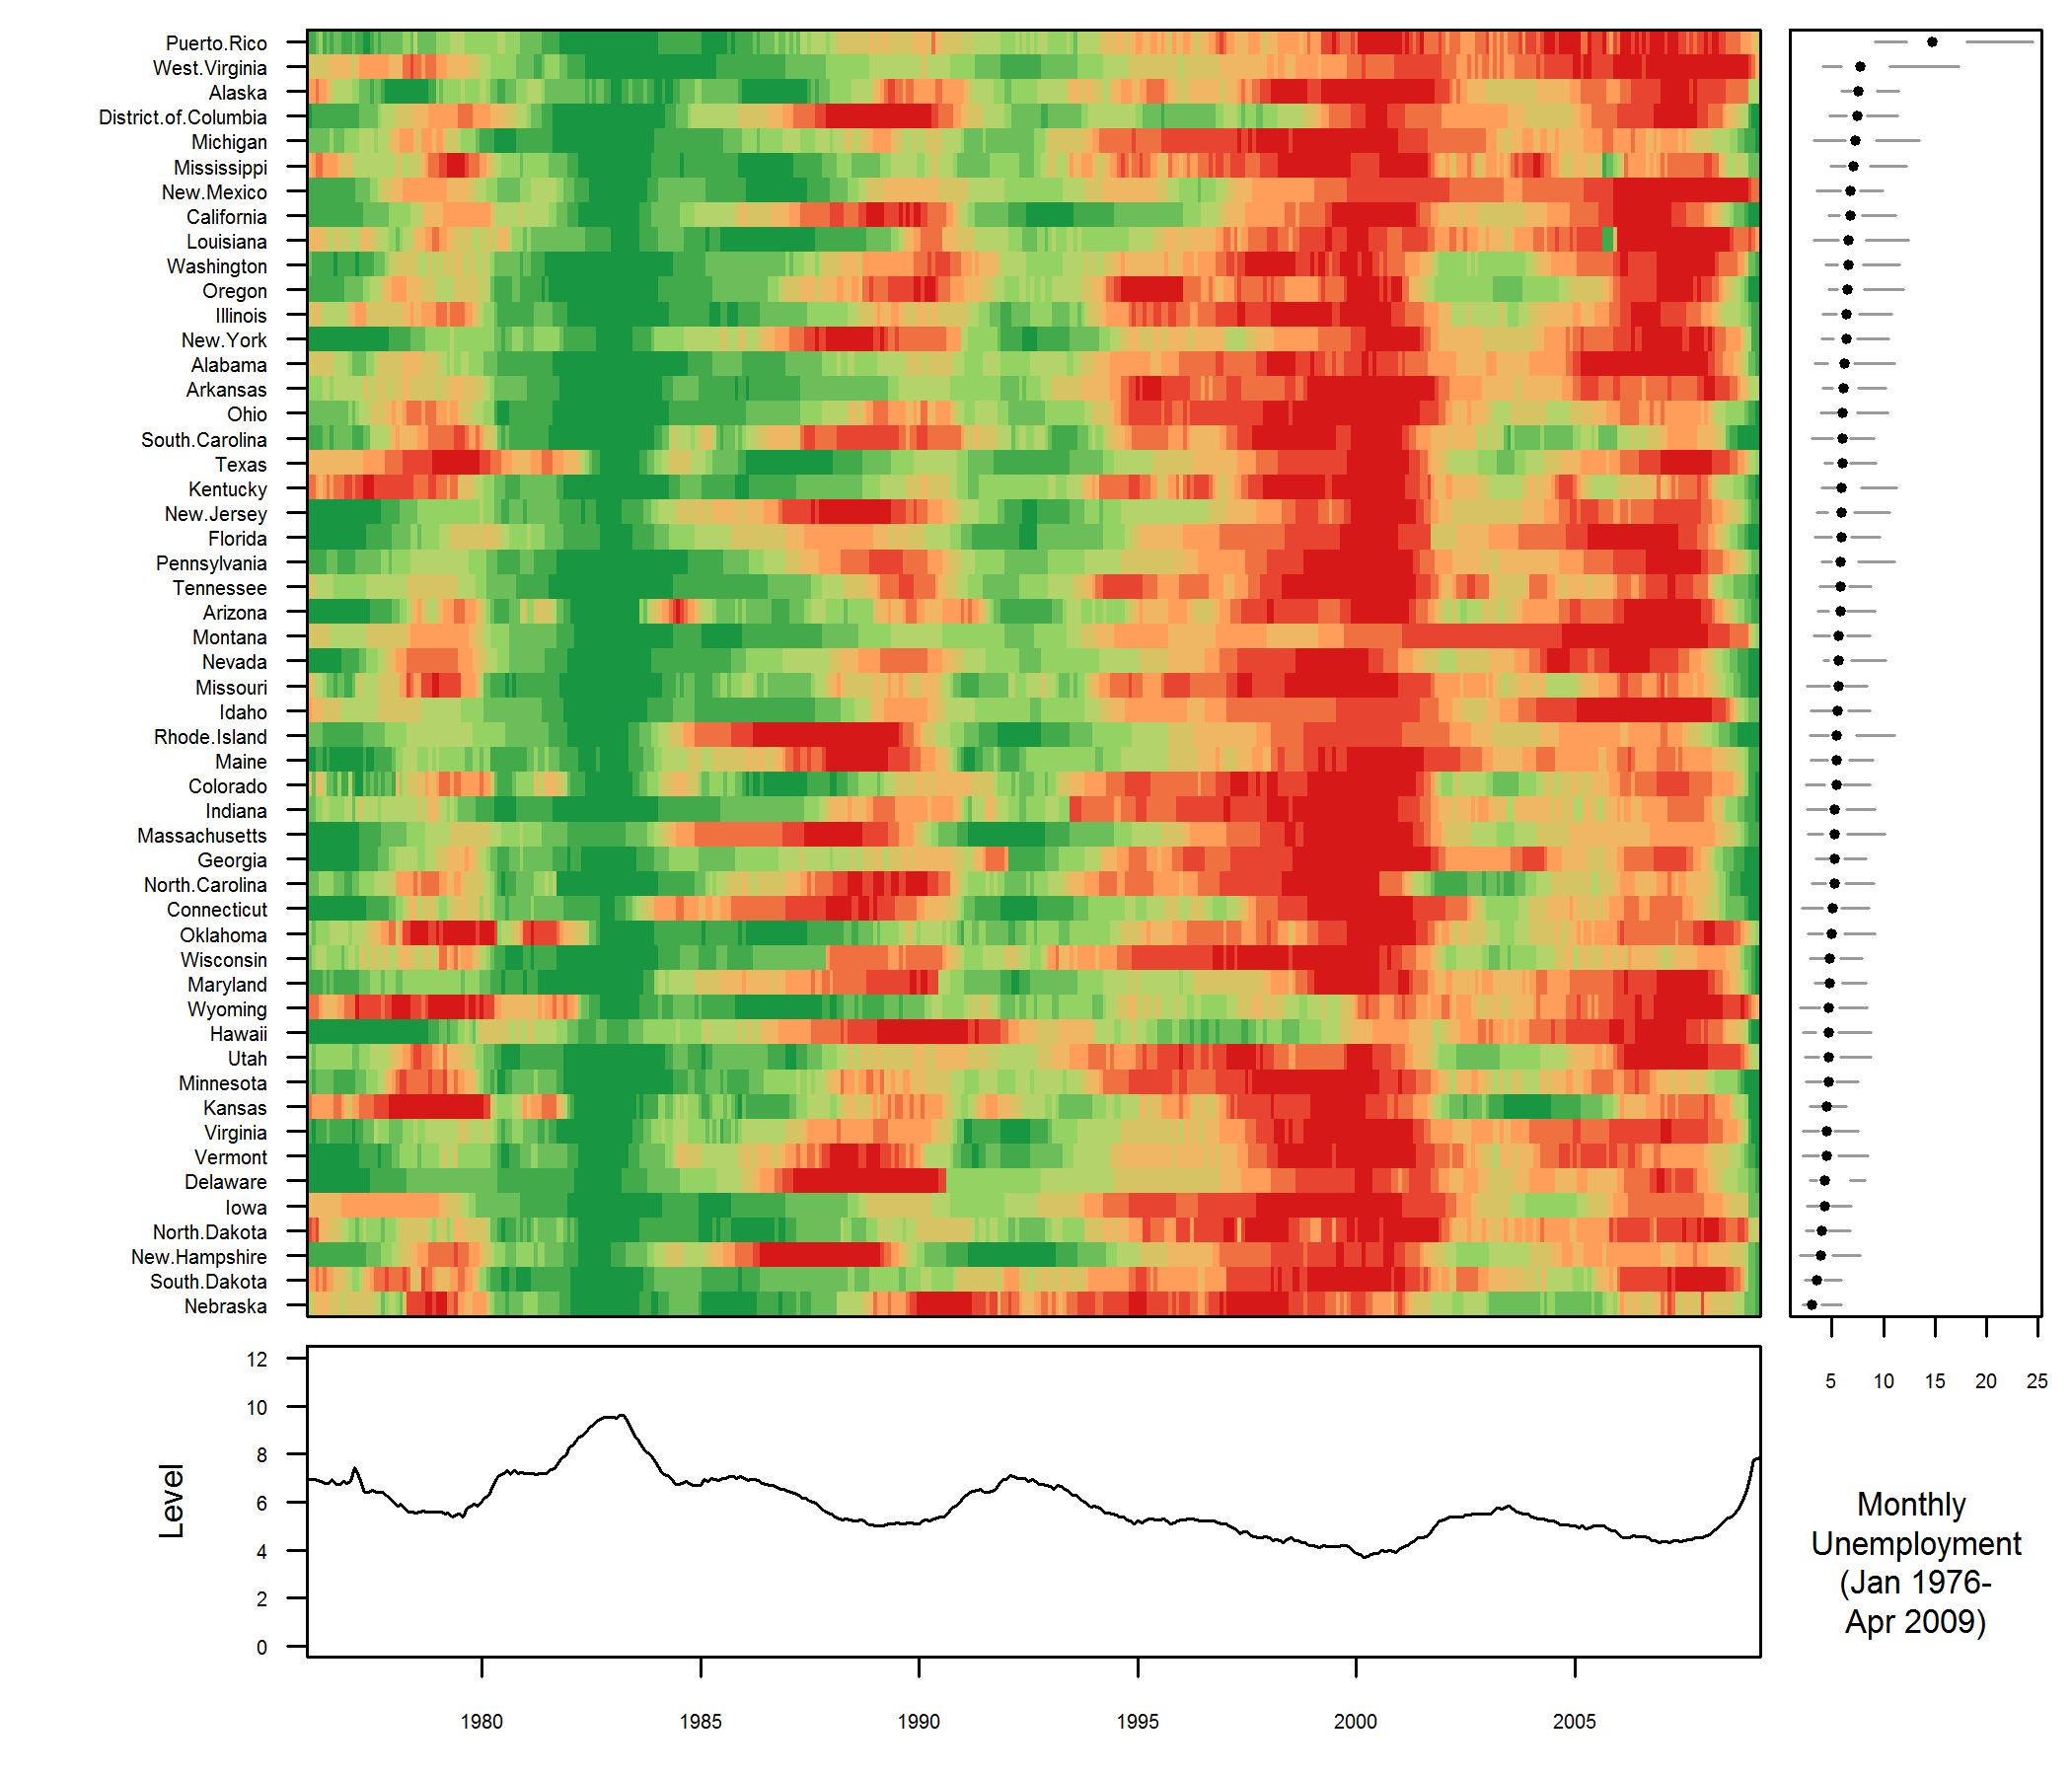 Puerto.Rico
West.Virginia
Alaska
District.of.Columbia
Michigan
Mississippi
New.Mexico
California
Louisiana
Washington
Oregon
Illinois
New.York
Alabama
Arkansas
Ohio
South.Carolina
Texas
Kentucky
New.Jersey
Florida
Pennsylvania
Tennessee
Arizona
Montana
Nevada
Missouri
Idaho
Rhode.Island
Maine
Colorado
Indiana
Massachusetts
Georgia
North.Carolina
Connecticut
Oklahoma
Wisconsin
Maryland
Wyoming
Hawaii
Utah
Minnesota
Kansas
Virginia
Vermont
Delaware
Iowa
North.Dakota
New.Hampshire
South.Dakota
Nebraska
5 10 15 20 25
Level
12
10
8
6
4
2
0
1980 1985 1990 1995 2000 2005
Monthly
Unemployment
(Jan 1976-
Apr 2009)